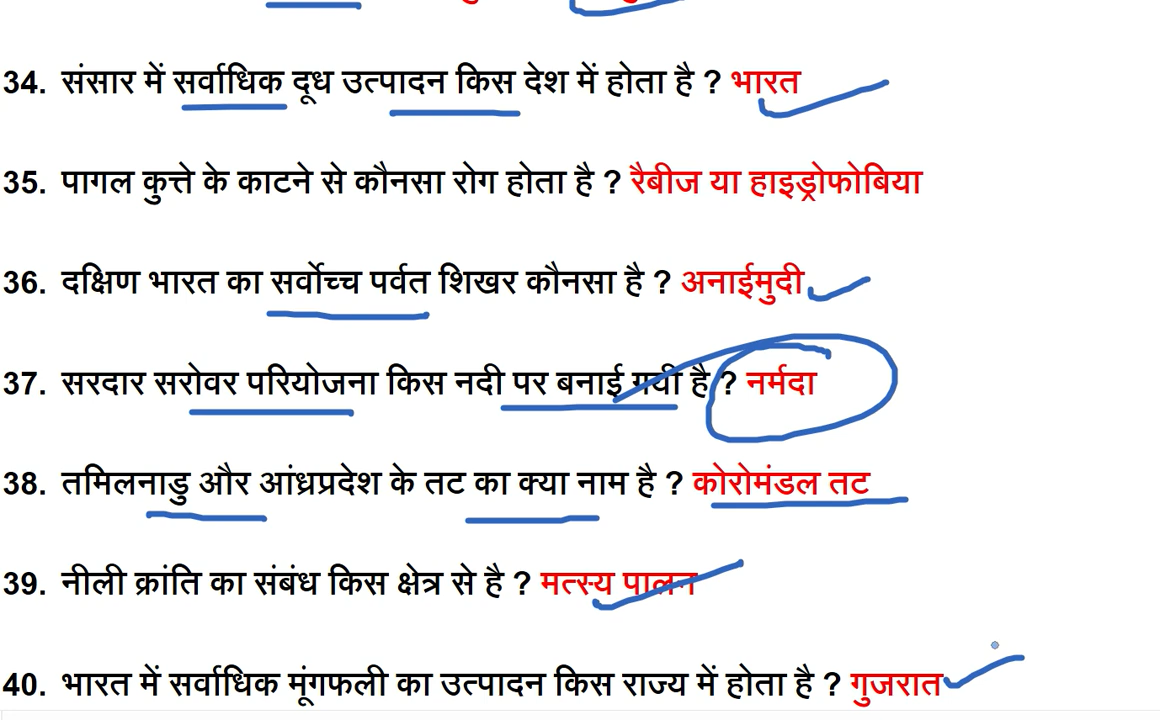 34. संसार में सर्वाधिक दूध उत्पादन किस देश में होता है ? भारत
35. पागल कुत्ते के काटने से कौनसा रोग होता है ? रैबीज या हाइड्रोफोबिया
36. दक्षिण भारत का सर्वोच्च पर्वत शिखर कौनसा है ? अनाईमुदी
37. सरदार सरोवर परियोजना किस नदी पर बनाई गयी है ? नर्मदा
38. तमिलनाडु और आंध्रप्रदेश के तट का क्या नाम है ? कोरोमंडल तट
39. नीली क्रांति का संबंध किस क्षेत्र से है ? मत्स्य पालन
40. भारत में सर्वाधिक मूंगफली का उत्पादन किस राज्य में होता है ? गुजरात